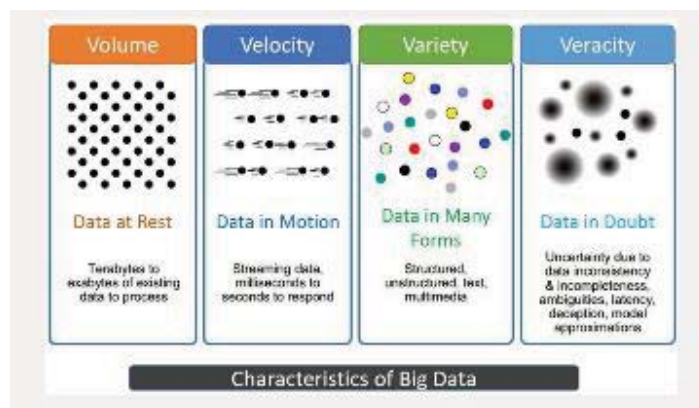 Volume
Data at Rest
Terabytes to
exabytes of existing
data to process
Velocity
Data in Motion
Streaming data,
milliseconds to
seconds to respond
Variety
Data in Many
Forms
Structured,
unstructured, text,
multimedia
Veracity
Data in Doubt
Uncertainty due to
data inconsistency
& incompleteness,
ambiguities, latency,
deception, model
approximations
Characteristics of Big Data